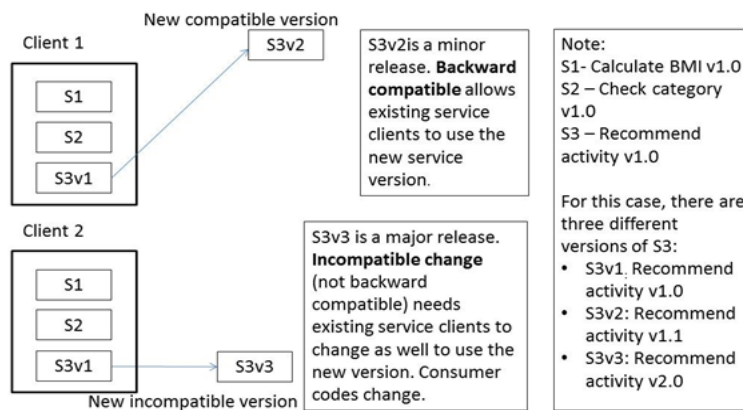 New compatible version
Client 1
S3v2
S1
S2
S3v1
S3v2is a minor
release. Backward
compatible allows
existing service
clients to use the
new service
version.
Client 2
S1
S2
S3v1
S3v3
New incompatible version
S3v3 is a major release.
Incompatible change
(not backward
compatible) needs
existing service clients to
change as well to use the
new version. Consumer
codes change.
Note:
S1- Calculate BMI v1.0
S2 – Check category
v1.0
S3 – Recommend
activity v1.0
For this case, there are
three different
versions of S3:
• S3v1: Recommend
activity v1.0
• S3v2: Recommend
activity v1.1
• S3v3: Recommend
activity v2.0